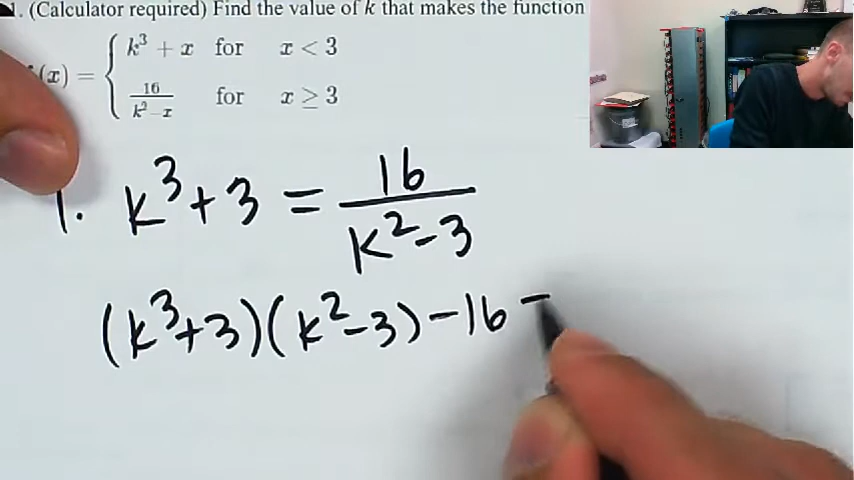 1. (Calculator required) Find the value of k that makes the function
(x) = { k³ + x for x < 3
16/(k² − x) for x ≥ 3
1. k³ + 3 = 16/(k² − 3)
(k³ + 3)(k² − 3) − 16